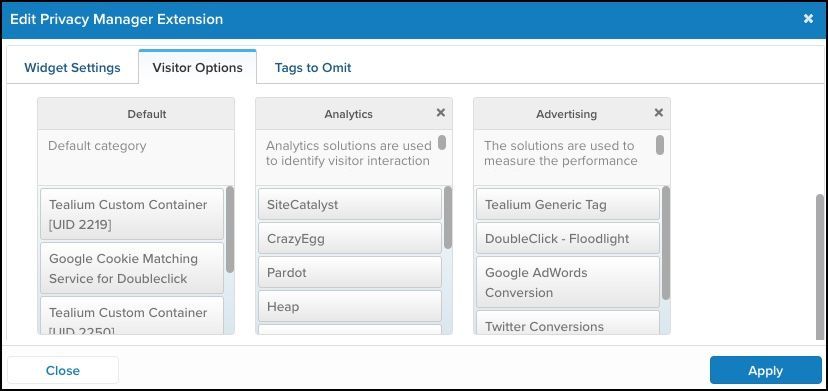 Edit Privacy Manager Extension
Widget Settings
Visitor Options
Tags to Omit
Default
Default category
Tealium Custom Container
[UID 2219]
Google Cookie Matching
Service for Doubleclick
Tealium Custom Container
[UID 2250]
Analytics
Analytics solutions are used
to identify visitor interaction
SiteCatalyst
CrazyEgg
Pardot
Heap
Advertising
The solutions are used to
measure the performance
Tealium Generic Tag
DoubleClick - Floodlight
Google AdWords
Conversion
Twitter Conversions
Close
Apply